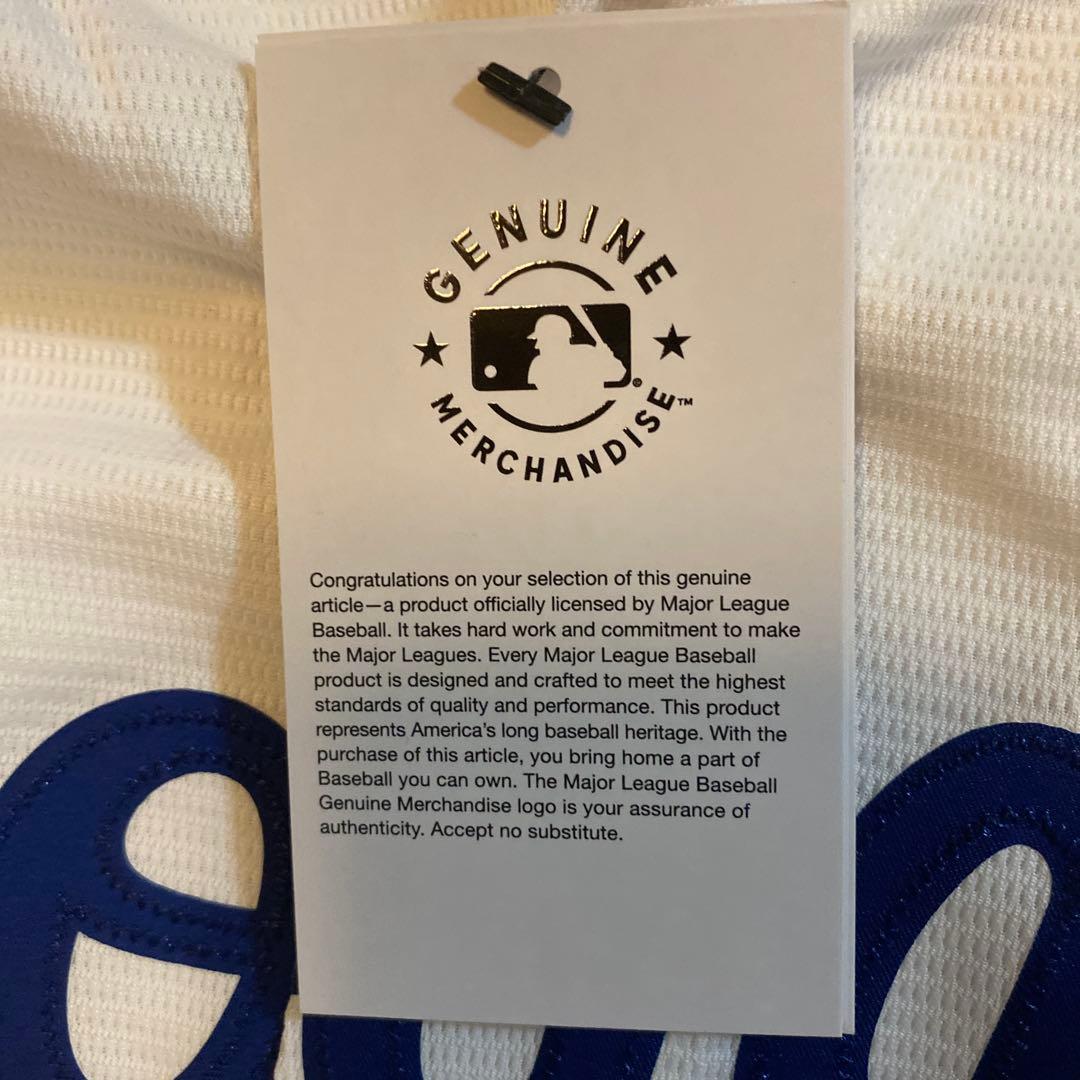 GENUINE
MERCHANDISE™
Congratulations on your selection of this genuine
article—a product officially licensed by Major League
Baseball. It takes hard work and commitment to make
the Major Leagues. Every Major League Baseball
product is designed and crafted to meet the highest
standards of quality and performance. This product
represents America's long baseball heritage. With the
purchase of this article, you bring home a part of
Baseball you can own. The Major League Baseball
Genuine Merchandise logo is your assurance of
authenticity. Accept no substitute.